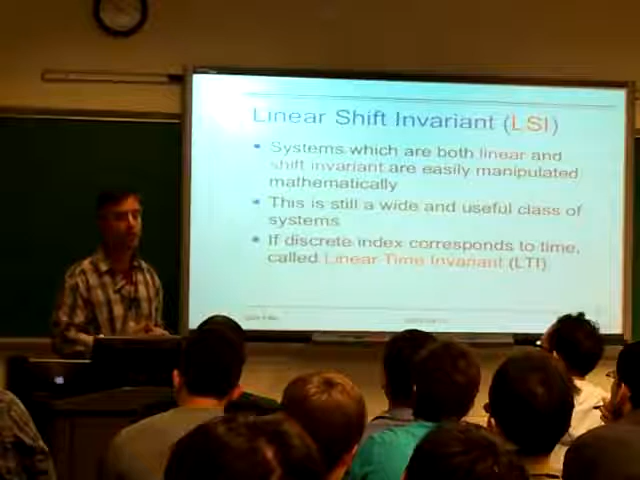 Linear Shift Invariant (LSI)
• Systems which are both linear and
shift invariant are easily manipulated
mathematically
• This is still a wide and useful class of
systems
• If discrete index corresponds to time,
called Linear Time Invariant (LTI)